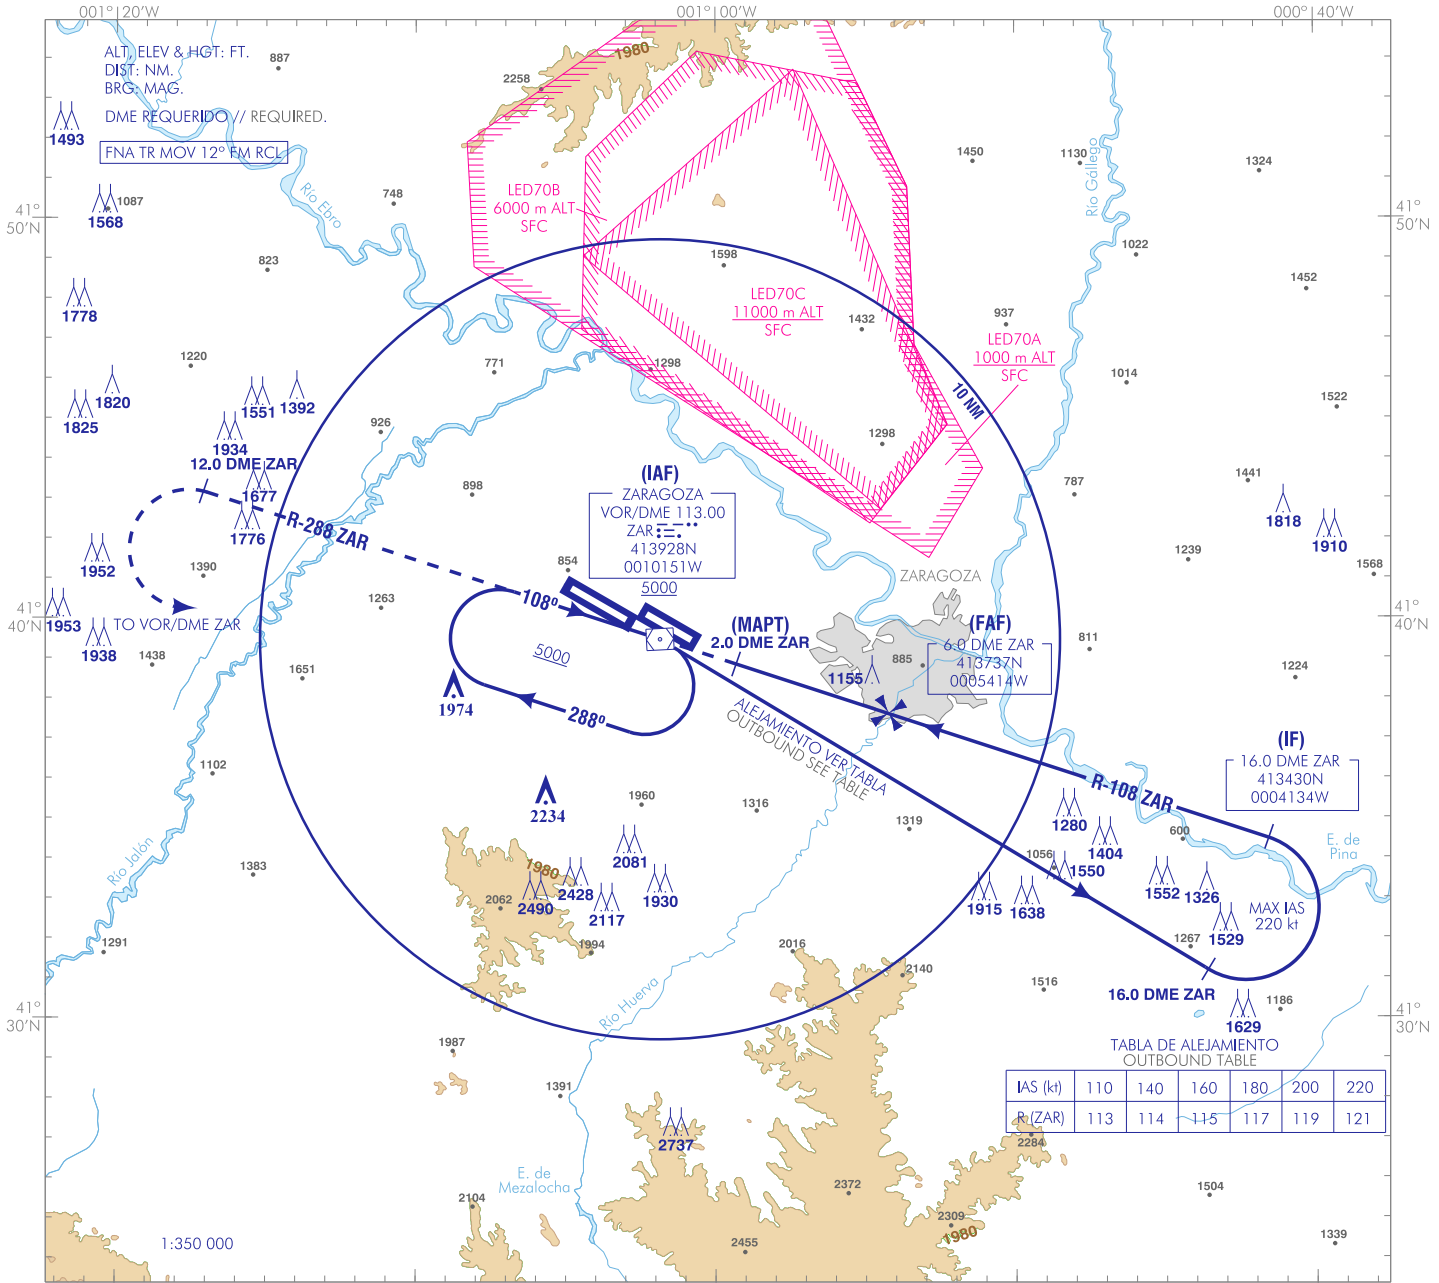 001°20'W
001°00'W
000°40'W
ALT, ELEV & HGT: FT.
DIST: NM.
BRG: MAG.
DME REQUERIDO // REQUIRED.
FNA TR MOV 12º FM RCL
887
2258
1980
1493
1450
1130
1324
1087
1568
748
Río Ebro
Río Gállego
LED70B
6000 m ALT
SFC
41°
50'N
41°
50'N
823
1598
1022
1452
1778
LED70C
11000 m ALT
SFC
1432
937
LED70A
1000 m ALT
SFC
1220
771
1298
1014
10 NM
1820
1825
1551
1392
1934
926
1298
1522
12.0 DME ZAR
1677
898
787
1441
1818
1910
(IAF)
ZARAGOZA
VOR/DME 113.00
ZAR
413928N
0010151W
5000
R-288 ZAR
1776
1952
1390
854
1239
1568
ZARAGOZA
1953
1938
TO VOR/DME ZAR
1263
108º
41°
40'N
41°
40'N
(MAPT)
2.0 DME ZAR
(FAF)
6.0 DME ZAR
413737N
0005414W
885
811
1155
1438
1651
5000
1224
1974
288º
ALEJAMIENTO VER TABLA
OUTBOUND SEE TABLE
(IF)
16.0 DME ZAR
413430N
0004134W
1102
R-108 ZAR
2234
1960
1316
1319
1280
1404
600
E. de
Pina
Río Jalón
1383
1980
2081
1056
1550
2062
2490
2428
2117
1930
1915
1638
1552
1326
MAX IAS
220 kt
1529
1267
1291
1994
2016
2140
1516
16.0 DME ZAR
1186
1629
41°
30'N
41°
30'N
Río Huerva
1987
1391
TABLA DE ALEJAMIENTO
OUTBOUND TABLE
IAS (kt) 110 140 160 180 200 220
R (ZAR) 113 114 115 117 119 121
2737
2284
E. de
Mezalocha
2104
2372
2309
1980
1504
2455
1339
1:350 000